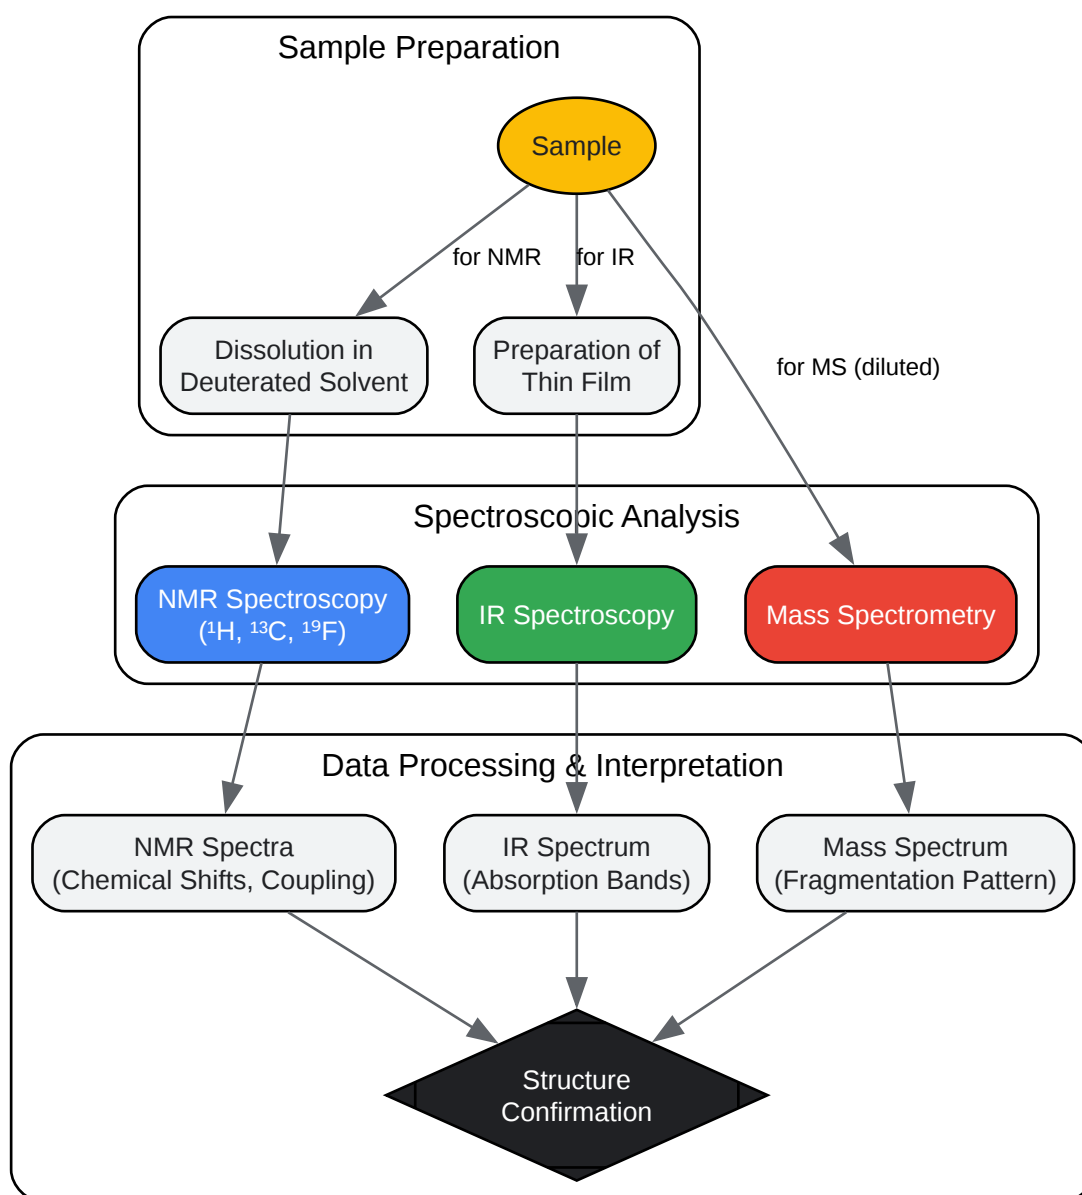 Sample Preparation
Sample
for NMR
for IR
Dissolution in
Deuterated Solvent
Preparation of
Thin Film
for MS (diluted)
Spectroscopic Analysis
NMR Spectroscopy
(¹H, ¹³C, ¹⁹F)
IR Spectroscopy
Mass Spectrometry
Data Processing & Interpretation
NMR Spectra
(Chemical Shifts, Coupling)
IR Spectrum
(Absorption Bands)
Mass Spectrum
(Fragmentation Pattern)
Structure
Confirmation